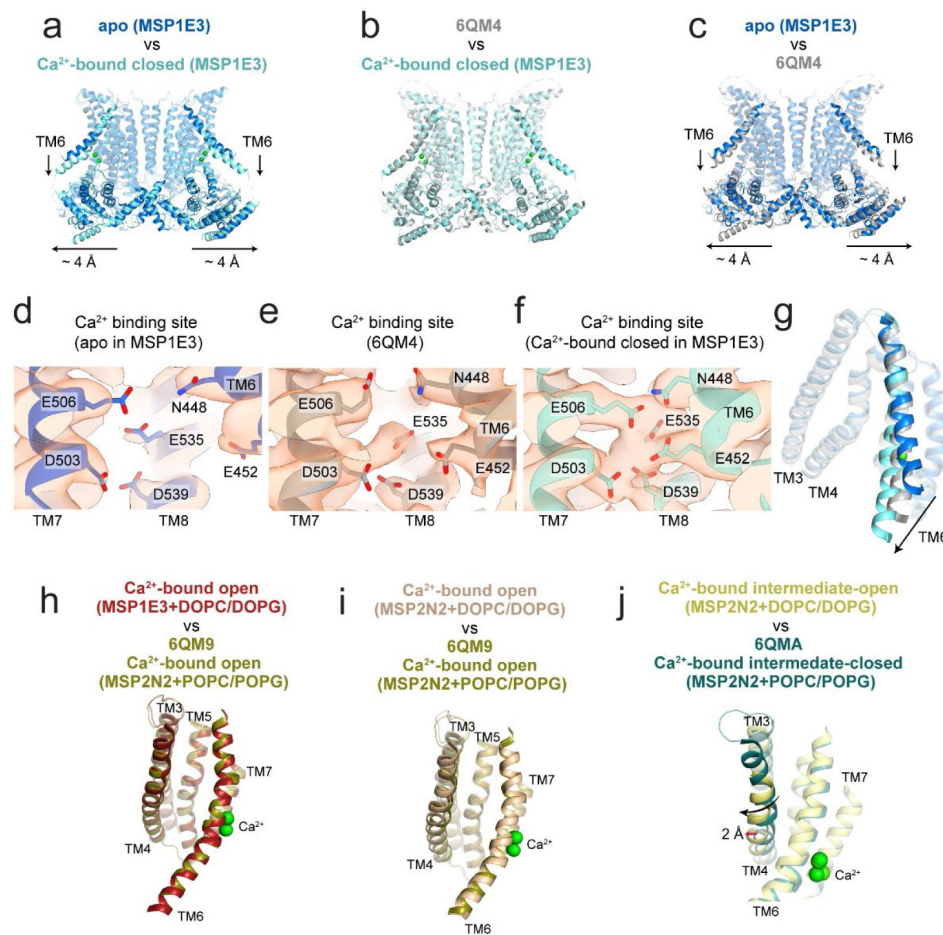 a
apo (MSP1E3)
vs
Ca²⁺-bound closed (MSP1E3)
TM6
TM6
~ 4 Å
~ 4 Å
b
6QM4
vs
Ca²⁺-bound closed (MSP1E3)
c
apo (MSP1E3)
vs
6QM4
TM6
TM6
~ 4 Å
~ 4 Å
d
Ca²⁺ binding site
(apo in MSP1E3)
E506
N448
TM6
E535
D503
E452
D539
TM7
TM8
e
Ca²⁺ binding site
(6QM4)
E506
N448
E535
TM6
D503
E452
D539
TM7
TM8
f
Ca²⁺ binding site
(Ca²⁺-bound closed in MSP1E3)
N448
E506
E535
TM6
D503
E452
D539
TM7
TM8
g
TM3
TM4
TM6
h
Ca²⁺-bound open
(MSP1E3+DOPC/DOPG)
vs
6QM9
Ca²⁺-bound open
(MSP2N2+POPC/POPG)
TM3
TM5
TM7
Ca²⁺
TM4
TM6
i
Ca²⁺-bound open
(MSP2N2+DOPC/DOPG)
vs
6QM9
Ca²⁺-bound open
(MSP2N2+POPC/POPG)
TM3
TM5
TM7
Ca²⁺
TM4
TM6
j
Ca²⁺-bound intermediate-open
(MSP2N2+DOPC/DOPG)
vs
6QMA
Ca²⁺-bound intermedate-closed
(MSP2N2+POPC/POPG)
TM3
TM7
2 Å
TM4
Ca²⁺
TM6